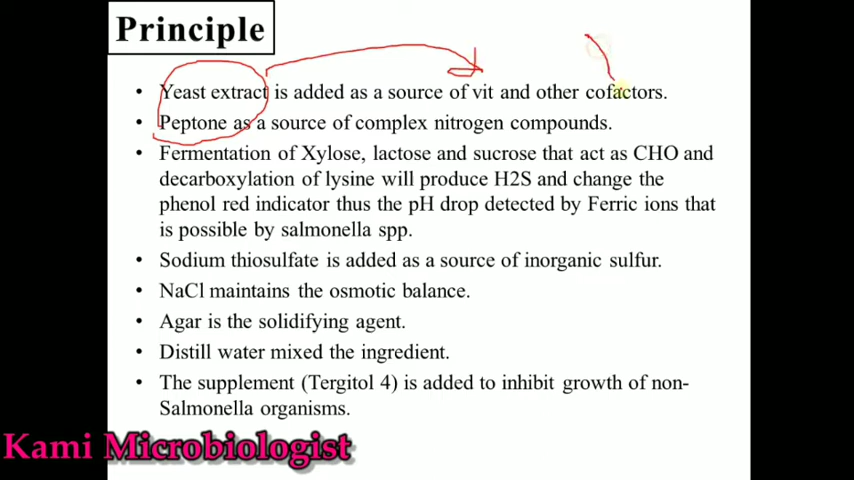 Principle
• Yeast extract is added as a source of vit and other cofactors.
• Peptone as a source of complex nitrogen compounds.
• Fermentation of Xylose, lactose and sucrose that act as CHO and
decarboxylation of lysine will produce H2S and change the
phenol red indicator thus the pH drop detected by Ferric ions that
is possible by salmonella spp.
• Sodium thiosulfate is added as a source of inorganic sulfur.
• NaCl maintains the osmotic balance.
• Agar is the solidifying agent.
• Distill water mixed the ingredient.
• The supplement (Tergitol 4) is added to inhibit growth of non-
Salmonella organisms.
Kami Microbiologist